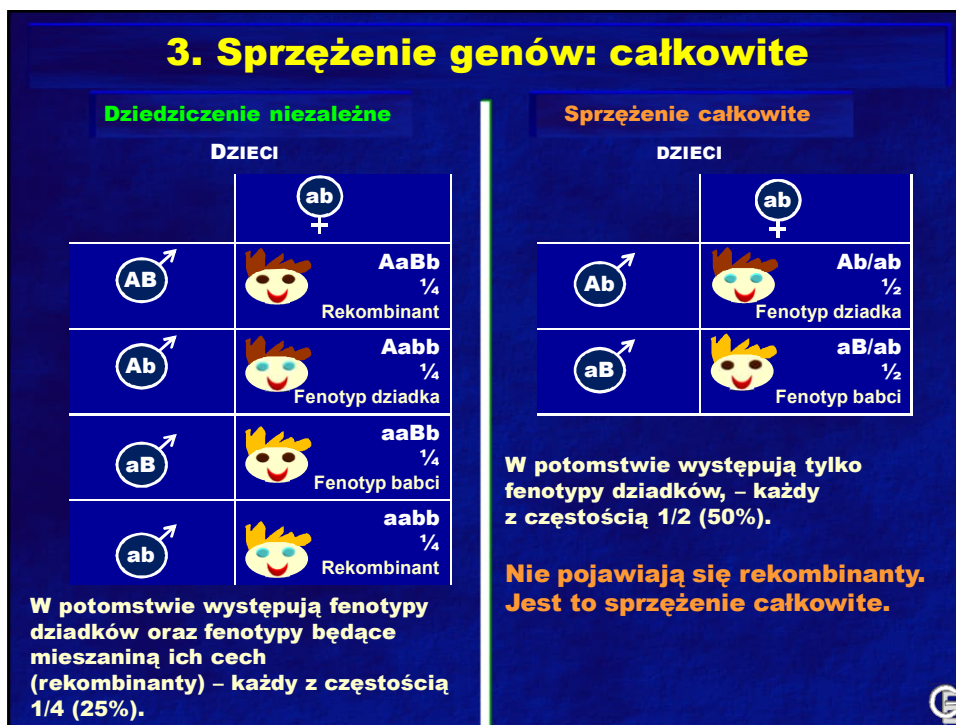 3. Sprzężenie genów: całkowite
Dziedziczenie niezależne
DZIECI
ab
AB
AaBb
¼
Rekombinant
Ab
Aabb
¼
Fenotyp dziadka
aB
aaBb
¼
Fenotyp babci
ab
aabb
¼
Rekombinant
W potomstwie występują fenotypy
dziadków oraz fenotypy będące
mieszaniną ich cech
(rekombinanty) – każdy z częstością
1/4 (25%).
Sprzężenie całkowite
DZIECI
ab
Ab
Ab/ab
½
Fenotyp dziadka
aB
aB/ab
½
Fenotyp babci
W potomstwie występują tylko
fenotypy dziadków, – każdy
z częstością 1/2 (50%).
Nie pojawiają się rekombinanty.
Jest to sprzężenie całkowite.